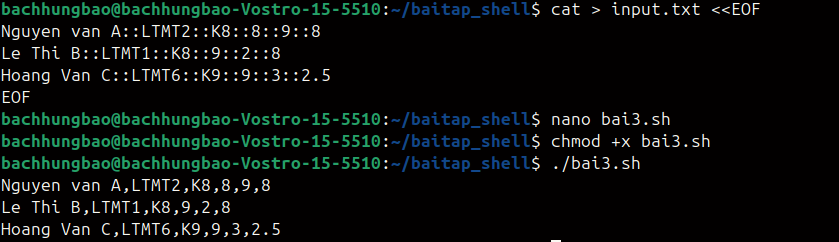 bachhungbao@bachhungbao-Vostro-15-5510:~/baitap_shell$ cat > input.txt <<EOF
Nguyen van A::LTMT2::K8::8::9::8
Le Thi B::LTMT1::K8::9::2::8
Hoang Van C::LTMT6::K9::9::3::2.5
EOF
bachhungbao@bachhungbao-Vostro-15-5510:~/baitap_shell$ nano bai3.sh
bachhungbao@bachhungbao-Vostro-15-5510:~/baitap_shell$ chmod +x bai3.sh
bachhungbao@bachhungbao-Vostro-15-5510:~/baitap_shell$ ./bai3.sh
Nguyen van A,LTMT2,K8,8,9,8
Le Thi B,LTMT1,K8,9,2,8
Hoang Van C,LTMT6,K9,9,3,2.5